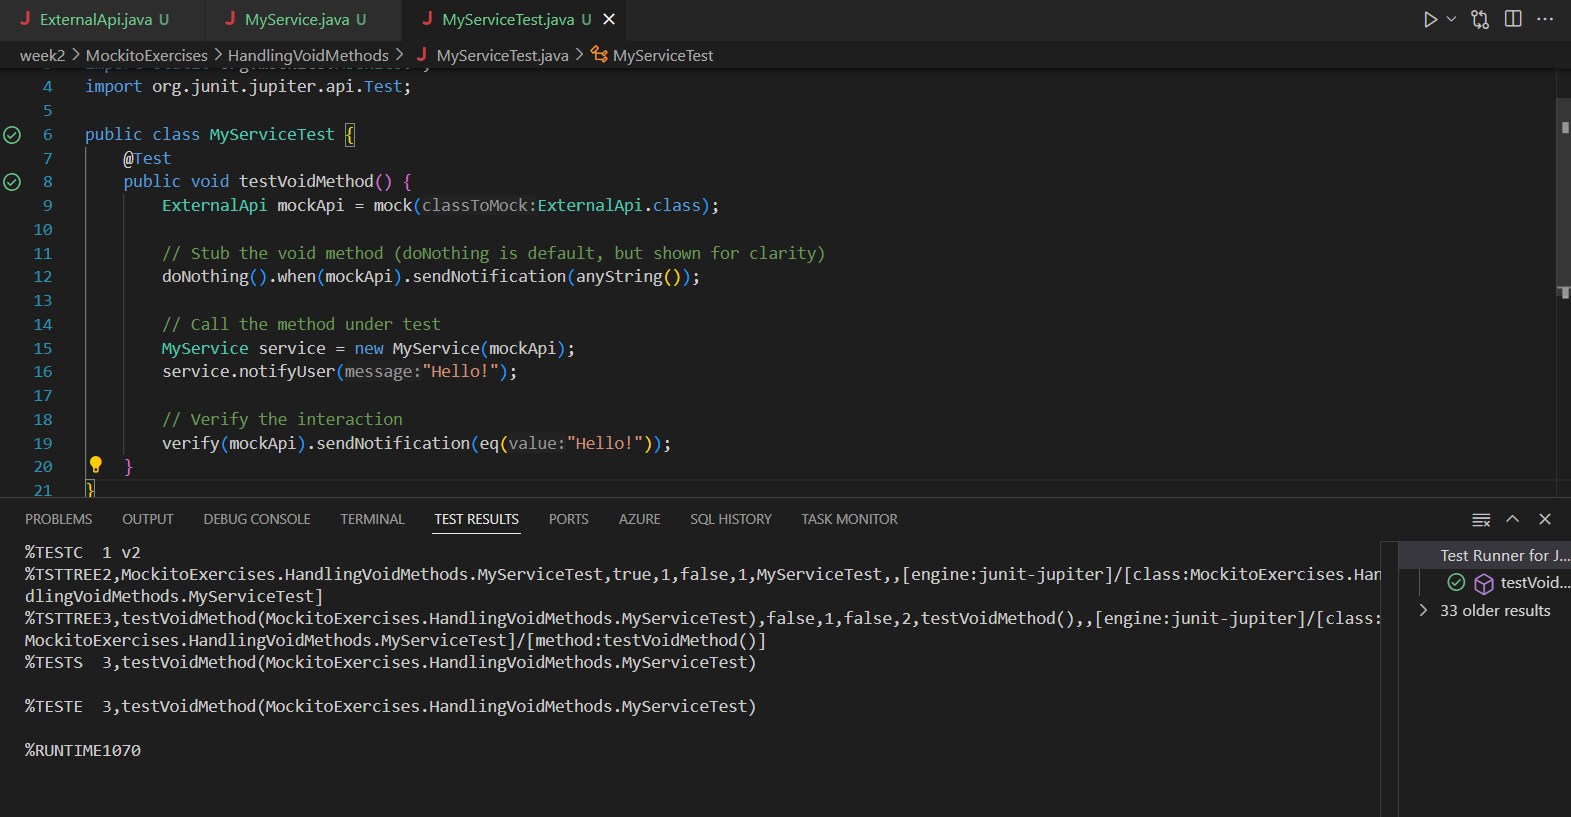 ExternalApi.java U MyService.java U MyServiceTest.java U
week2 > MockitoExercises > HandlingVoidMethods > J MyServiceTest.java > MyServiceTest
4 import org.junit.jupiter.api.Test;
5
6 public class MyServiceTest {
7 @Test
8 public void testVoidMethod() {
9 ExternalApi mockApi = mock(classToMock:ExternalApi.class);
10
11 // Stub the void method (doNothing is default, but shown for clarity)
12 doNothing().when(mockApi).sendNotification(anyString());
13
14 // Call the method under test
15 MyService service = new MyService(mockApi);
16 service.notifyUser(message:"Hello!");
17
18 // Verify the interaction
19 verify(mockApi).sendNotification(eq(value:"Hello!"));
20 }
21 }
PROBLEMS OUTPUT DEBUG CONSOLE TERMINAL TEST RESULTS PORTS AZURE SQL HISTORY TASK MONITOR
%TESTC 1 v2
%TSTTREE2,MockitoExercises.HandlingVoidMethods.MyServiceTest,true,1,false,1,MyServiceTest,,[engine:junit-jupiter]/[class:MockitoExercises.Han
dlingVoidMethods.MyServiceTest]
%TSTTREE3,testVoidMethod(MockitoExercises.HandlingVoidMethods.MyServiceTest),false,1,false,2,testVoidMethod(),,[engine:junit-jupiter]/[class:
MockitoExercises.HandlingVoidMethods.MyServiceTest]/[method:testVoidMethod()]
%TESTS 3,testVoidMethod(MockitoExercises.HandlingVoidMethods.MyServiceTest)
%TESTE 3,testVoidMethod(MockitoExercises.HandlingVoidMethods.MyServiceTest)
%RUNTIME1070
Test Runner for J...
testVoid...
33 older results